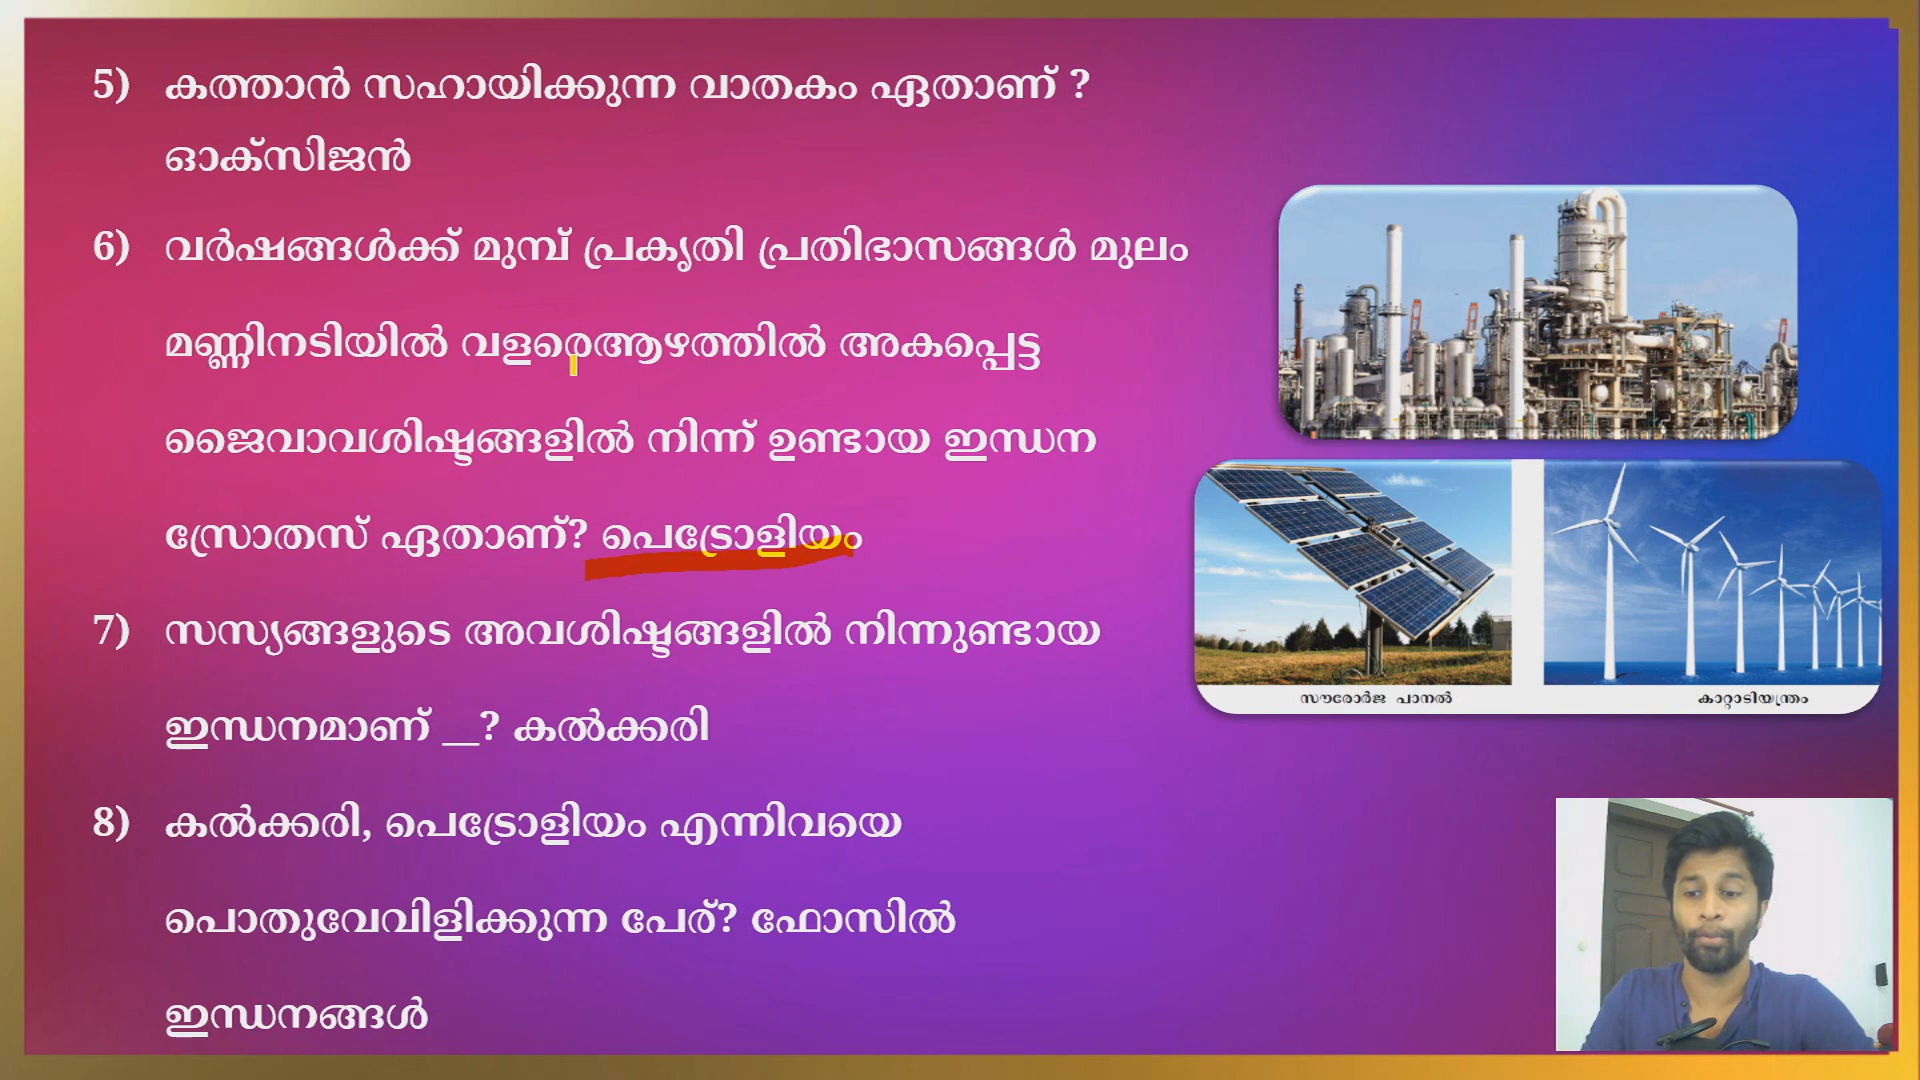 5) കത്താൻ സഹായിക്കുന്ന വാതകം ഏതാണ് ?
ഓക്സിജൻ
6) വർഷങ്ങൾക്ക് മുമ്പ് പ്രകൃതി പ്രതിഭാസങ്ങൾ മുലം
മണ്ണിനടിയിൽ വളരെആഴത്തിൽ അകപ്പെട്ട
ജൈവാവശിഷ്ടങ്ങളിൽ നിന്ന് ഉണ്ടായ ഇന്ധന
സ്രോതസ് ഏതാണ്? പെട്രോളിയം
7) സസ്യങ്ങളുടെ അവശിഷ്ടങ്ങളിൽ നിന്നുണ്ടായ
ഇന്ധനമാണ് __? കൽക്കരി
8) കൽക്കരി, പെട്രോളിയം എന്നിവയെ
പൊതുവേവിളിക്കുന്ന പേര്? ഫോസിൽ
ഇന്ധനങ്ങൾ
സൗരോർജ പാനൽ
കാറ്റാടിയന്ത്രം